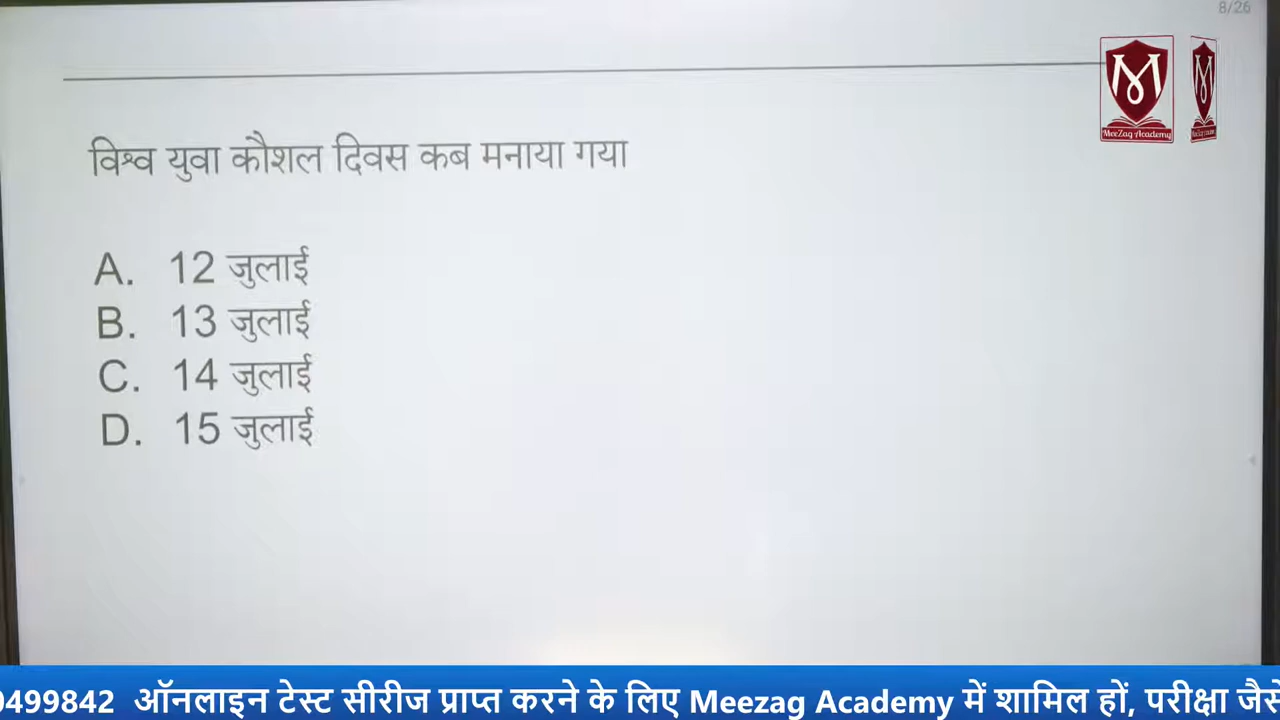 8/26
MeeZag Academy
विश्व युवा कौशल दिवस कब मनाया गया
A. 12 जुलाई
B. 13 जुलाई
C. 14 जुलाई
D. 15 जुलाई
0499842 ऑनलाइन टेस्ट सीरीज प्राप्त करने के लिए Meezag Academy में शामिल हों, परीक्षा जैसे